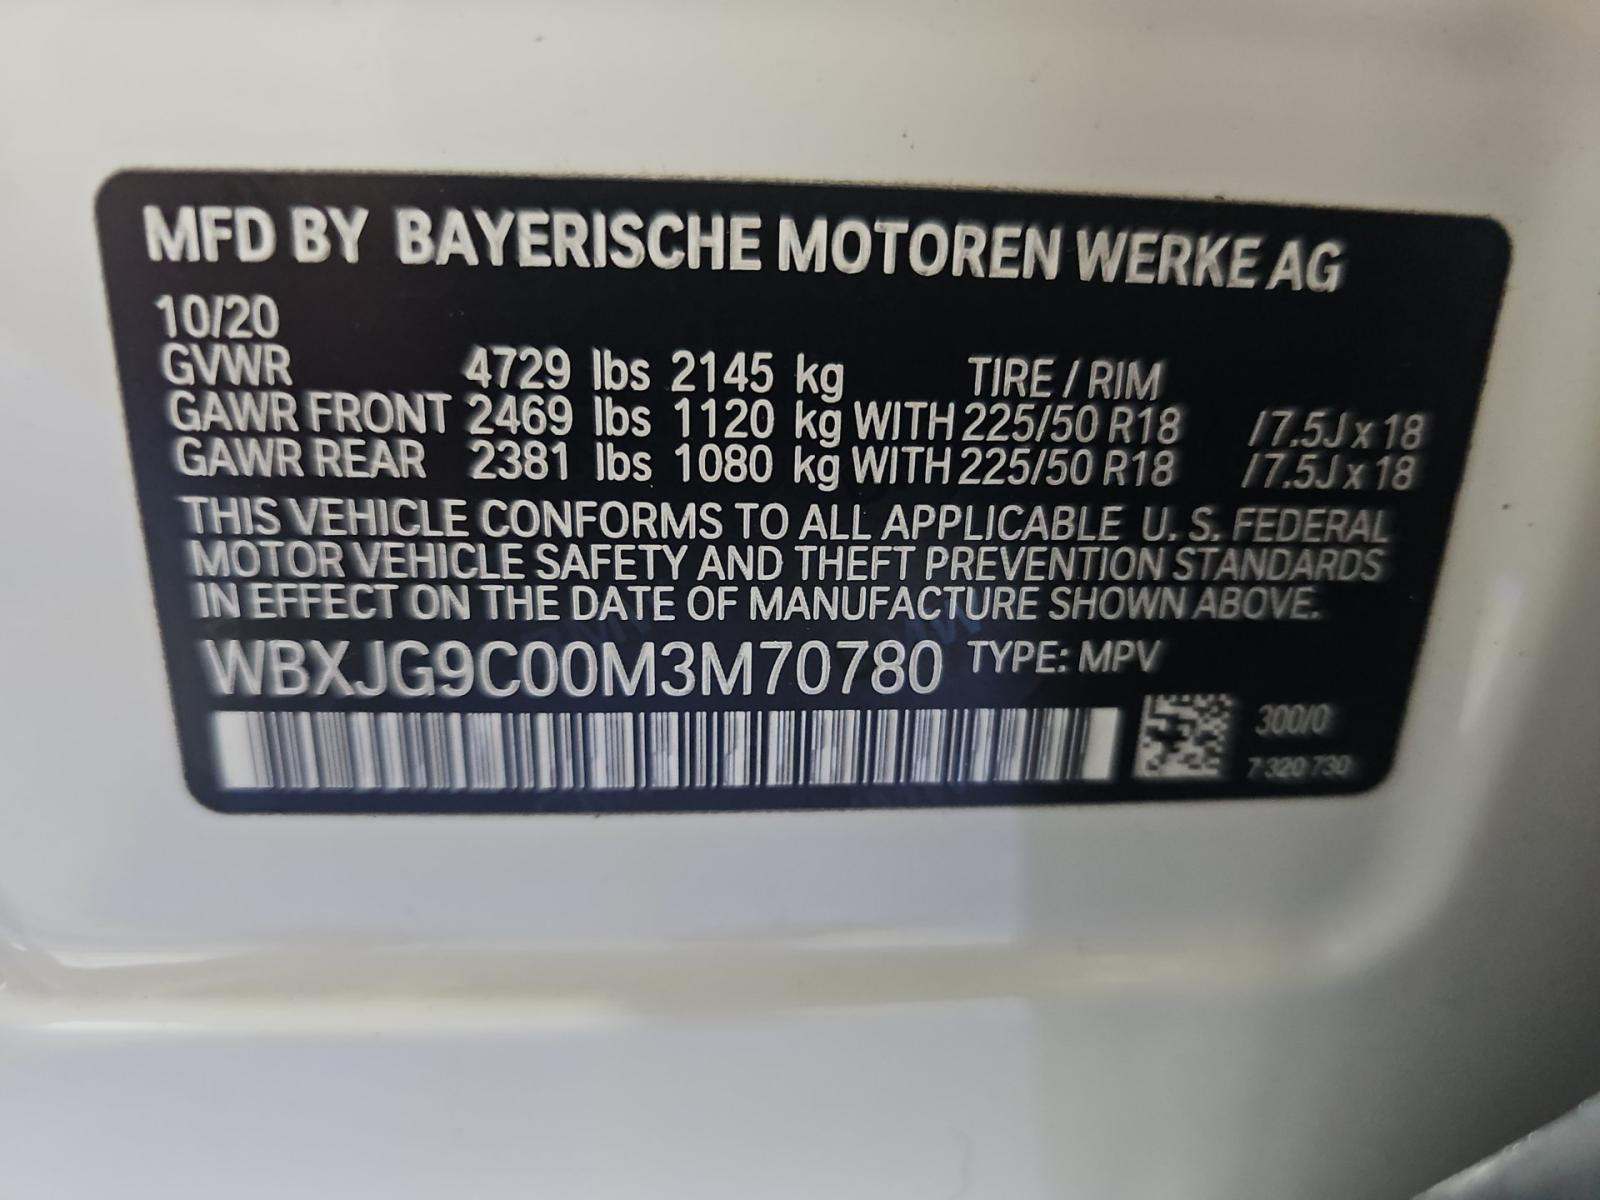 MFD BY BAYERISCHE MOTOREN WERKE AG
10/20
GVWR 4729 lbs 2145 kg TIRE / RIM
GAWR FRONT 2469 lbs 1120 kg WITH 225/50 R18 / 7.5J x 18
GAWR REAR 2381 lbs 1080 kg WITH 225/50 R18 / 7.5J x 18
THIS VEHICLE CONFORMS TO ALL APPLICABLE U. S. FEDERAL
MOTOR VEHICLE SAFETY AND THEFT PREVENTION STANDARDS
IN EFFECT ON THE DATE OF MANUFACTURE SHOWN ABOVE.
WBXJG9C00M3M70780 TYPE: MPV
300/0
7 320 730